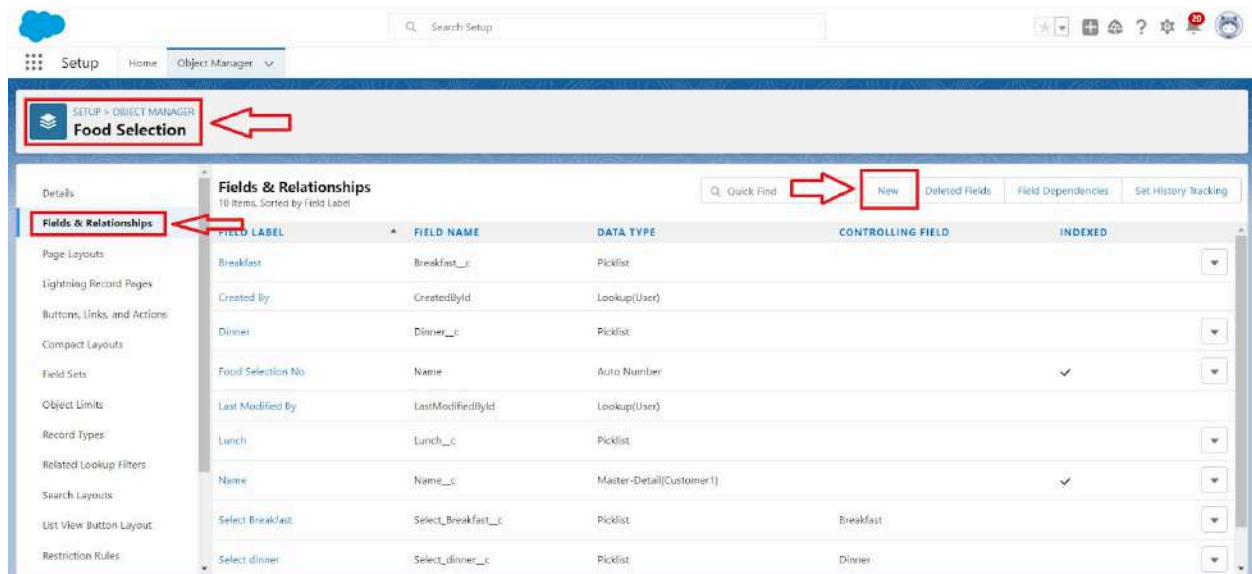 Search Setup
20
Setup Home Object Manager
SETUP > OBJECT MANAGER
Food Selection
Details
Fields & Relationships
Page Layouts
Lightning Record Pages
Buttons, Links, and Actions
Compact Layouts
Field Sets
Object Limits
Record Types
Related Lookup Filters
Search Layouts
List View Button Layout
Restriction Rules
Fields & Relationships
10 Items, Sorted by Field Label
Quick Find New Deleted Fields Field Dependencies Set History Tracking
FIELD LABEL FIELD NAME DATA TYPE CONTROLLING FIELD INDEXED
Breakfast Breakfast__c Picklist
Created By CreatedById Lookup(User)
Dinner Dinner__c Picklist
Food Selection No Name Auto Number
Last Modified By LastModifiedById Lookup(User)
Lunch Lunch__c Picklist
Name Name__c Master-Detail(Customer1)
Select Breakfast Select_Breakfast__c Picklist Breakfast
Select dinner Select_dinner__c Picklist Dinner